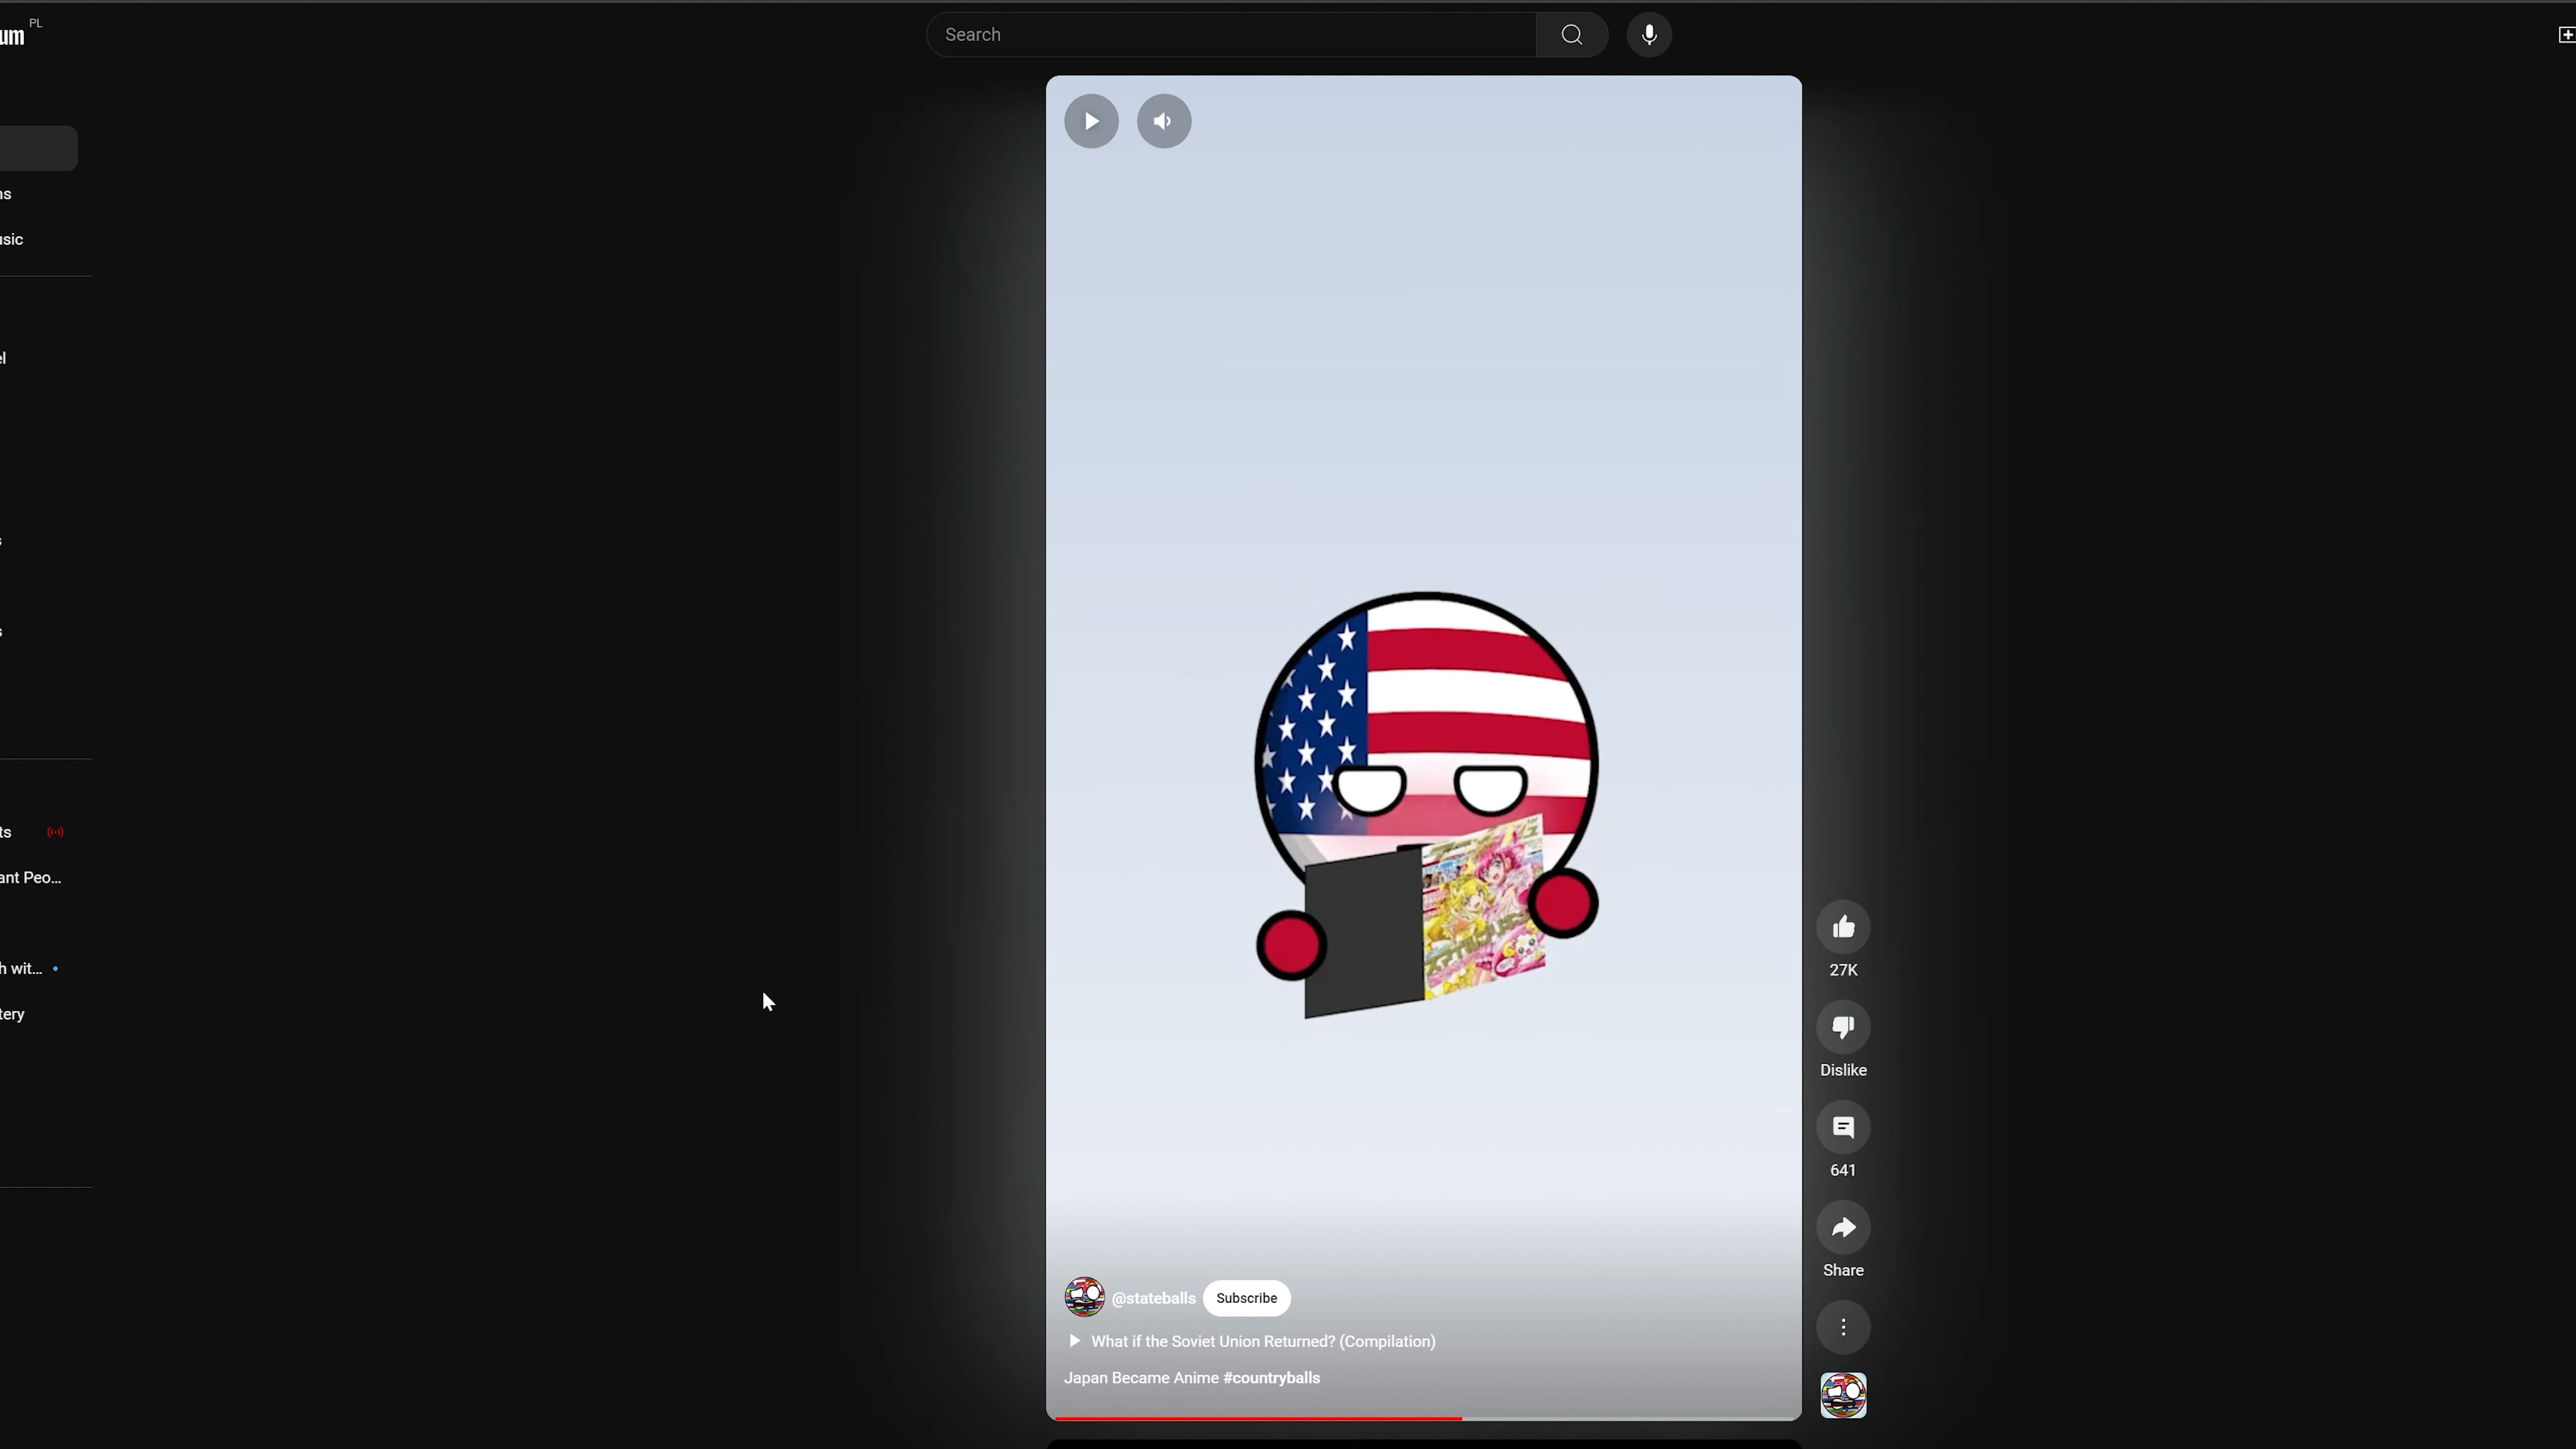 um PL
Search
ns
usic
el
s
s
ts
ant Peo...
h wit...
tery
27K
Dislike
641
Share
@stateballs Subscribe
What if the Soviet Union Returned? (Compilation)
Japan Became Anime #countryballs